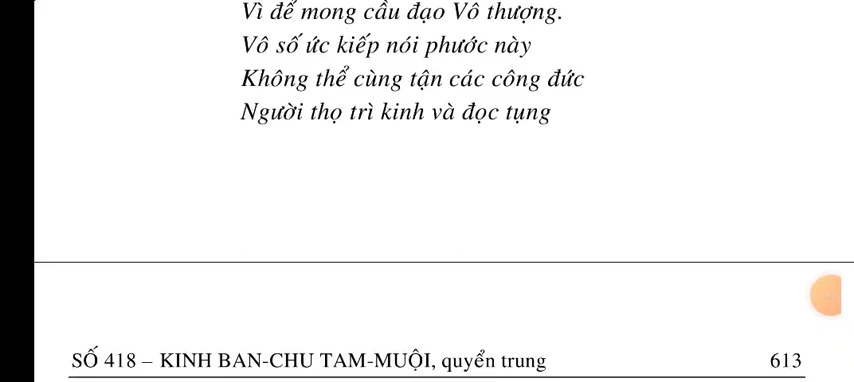 Vì để mong cầu đạo Vô thượng.
Vô số ức kiếp nói phước này
Không thể cùng tận các công đức
Người thọ trì kinh và đọc tụng
SỐ 418 – KINH BAN-CHU TAM-MUỘI, quyển trung 613